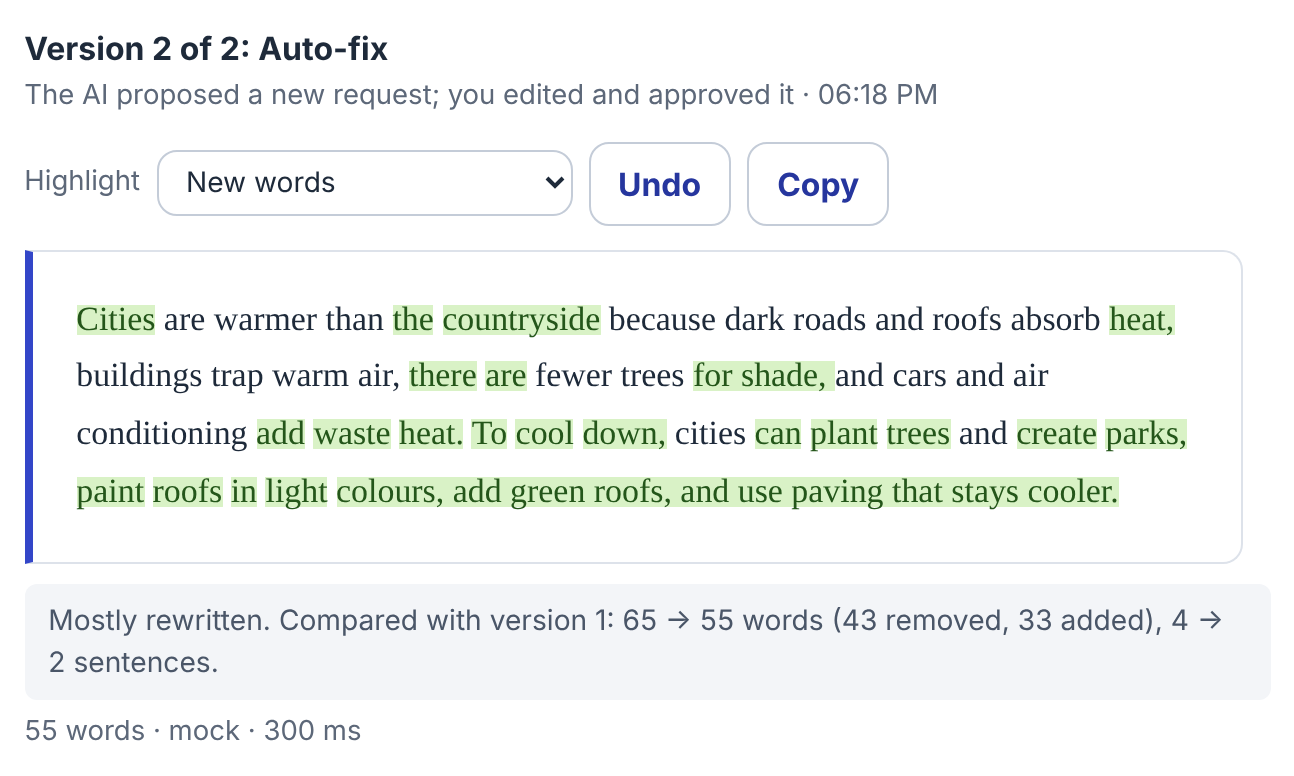 Version 2 of 2: Auto-fix
The AI proposed a new request; you edited and approved it · 06:18 PM
Highlight New words Undo Copy
Cities are warmer than the countryside because dark roads and roofs absorb heat,
buildings trap warm air, there are fewer trees for shade, and cars and air
conditioning add waste heat. To cool down, cities can plant trees and create parks,
paint roofs in light colours, add green roofs, and use paving that stays cooler.
Mostly rewritten. Compared with version 1: 65 → 55 words (43 removed, 33 added), 4 →
2 sentences.
55 words · mock · 300 ms